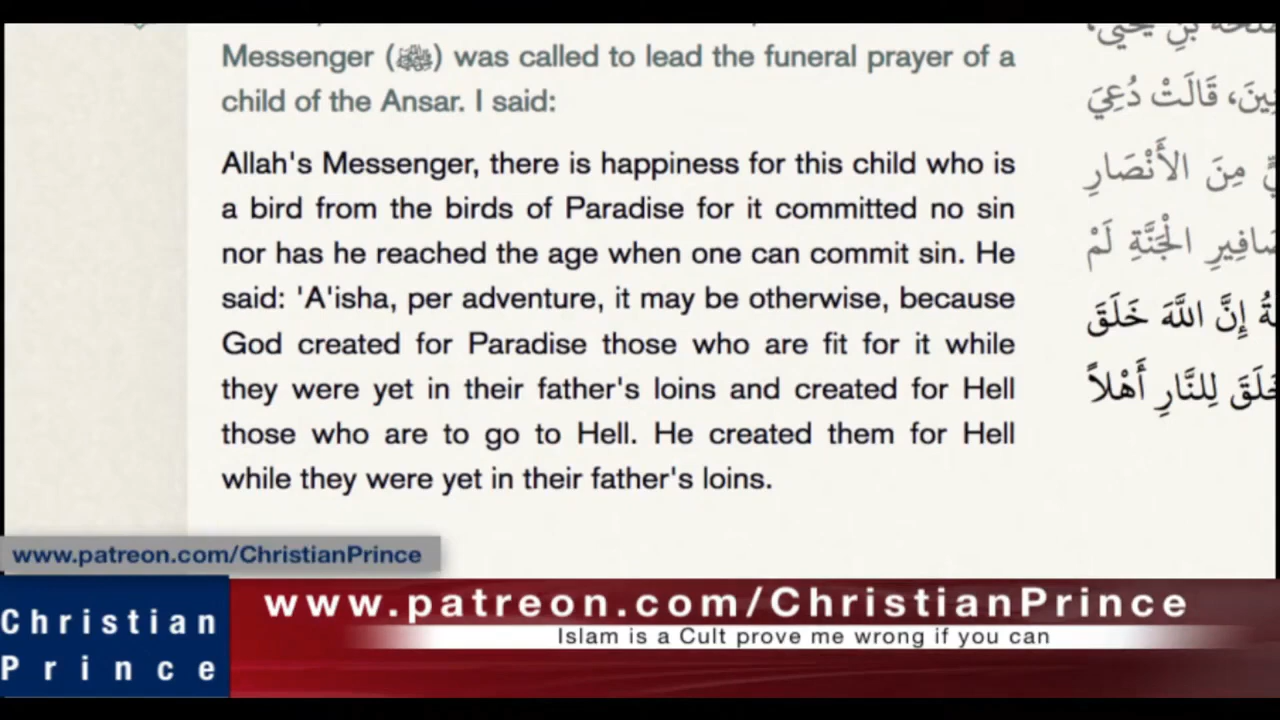 Messenger (ﷺ) was called to lead the funeral prayer of a
child of the Ansar. I said:
Allah's Messenger, there is happiness for this child who is
a bird from the birds of Paradise for it committed no sin
nor has he reached the age when one can commit sin. He
said: 'A'isha, per adventure, it may be otherwise, because
God created for Paradise those who are fit for it while
they were yet in their father's loins and created for Hell
those who are to go to Hell. He created them for Hell
while they were yet in their father's loins.
بْنِ يَحْيَى،
قَالَتْ دُعِيَ
مِنَ الأَنْصَارِ
الْجَنَّةِ لَمْ
إِنَّ اللَّهَ خَلَقَ
لِلنَّارِ أَهْلاً
www.patreon.com/ChristianPrince
Christian
Prince
www.patreon.com/ChristianPrince
Islam is a Cult prove me wrong if you can